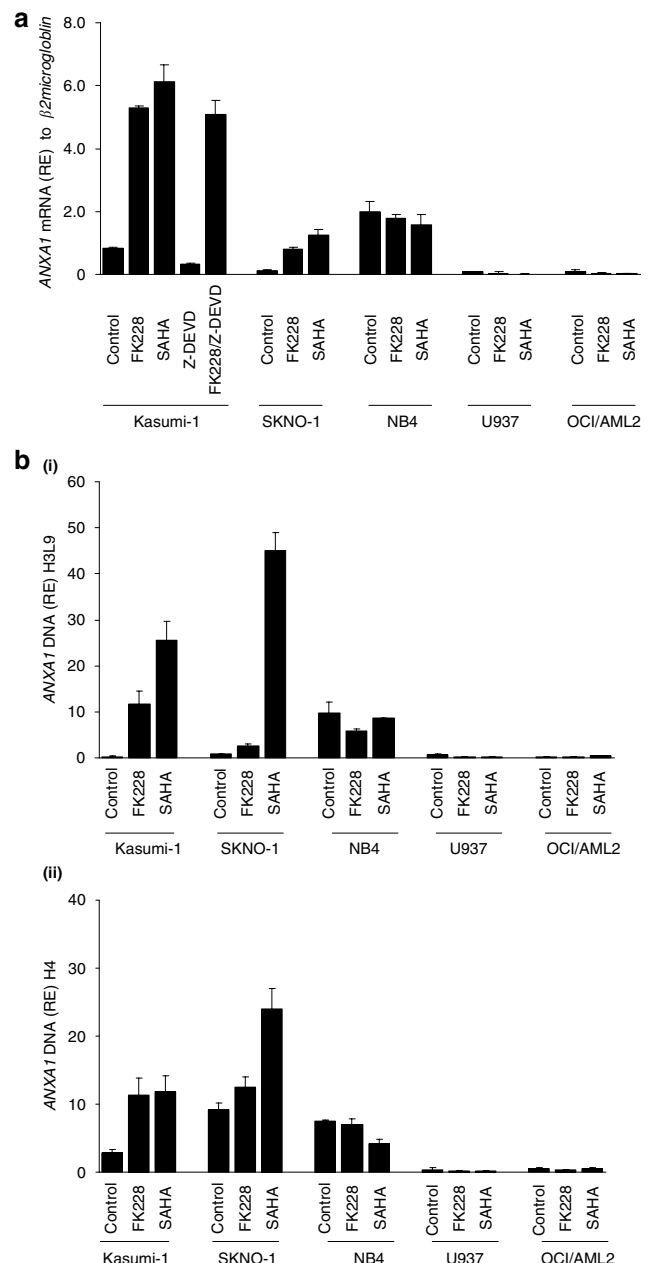 a
ANXA1 mRNA (RE) to β2microgloblin
8.0
6.0
4.0
2.0
0
Control
FK228
SAHA
Z-DEVD
FK228/Z-DEVD
Control
FK228
SAHA
Control
FK228
SAHA
Control
FK228
SAHA
Control
FK228
SAHA
Kasumi-1 SKNO-1 NB4 U937 OCI/AML2
b (i)
ANXA1 DNA (RE) H3L9
60
50
40
30
20
10
0
Control
FK228
SAHA
Control
FK228
SAHA
Control
FK228
SAHA
Control
FK228
SAHA
Control
FK228
SAHA
Kasumi-1 SKNO-1 NB4 U937 OCI/AML2
(ii)
ANXA1 DNA (RE) H4
40
30
20
10
0
Control
FK228
SAHA
Control
FK228
SAHA
Control
FK228
SAHA
Control
FK228
SAHA
Control
FK228
SAHA
Kasumi-1 SKNO-1 NB4 U937 OCI/AML2